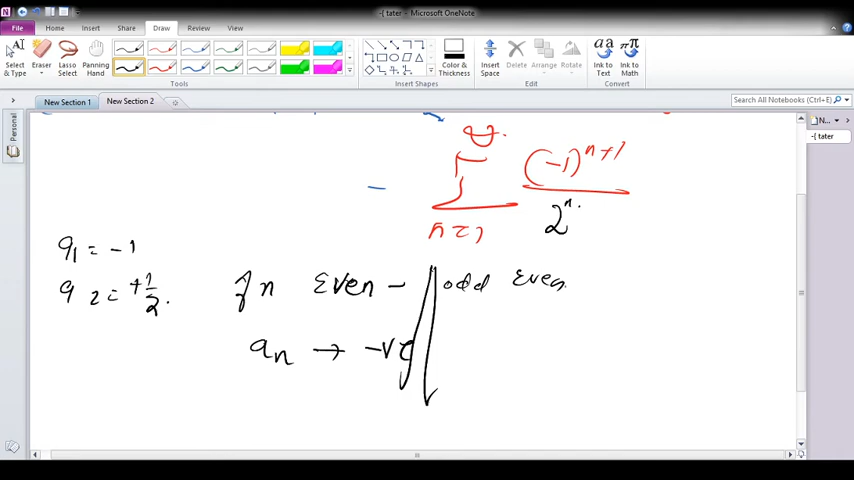 -( tater - Microsoft OneNote
File Home Insert Share Draw Review View
Select & Type
Eraser
Lasso Select
Panning Hand
Color & Thickness
Insert Space
Delete
Arrange
Rotate
Ink to Text
Ink to Math
Tools
Insert Shapes
Edit
Convert
New Section 1
New Section 2
Search All Notebooks (Ctrl+E)
Personal
N...
-( tater
(-1)^n+1
2^n
n=1
a1 = -1
a2 = +1/2.
If n Even -
odd Even
an → -ve